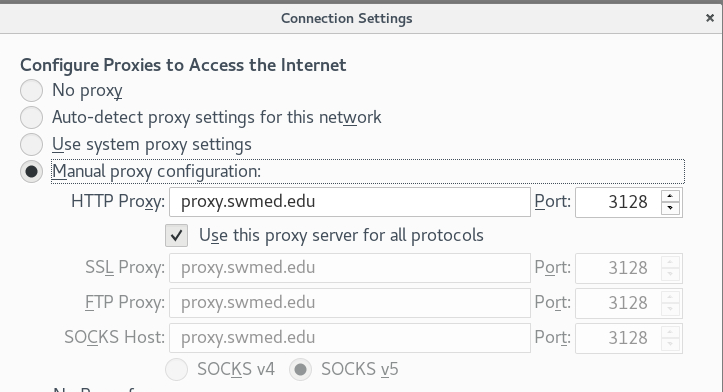 Connection Settings
Configure Proxies to Access the Internet
No proxy
Auto-detect proxy settings for this network
Use system proxy settings
Manual proxy configuration:
HTTP Proxy: proxy.swmed.edu Port: 3128
Use this proxy server for all protocols
SSL Proxy: proxy.swmed.edu Port: 3128
FTP Proxy: proxy.swmed.edu Port: 3128
SOCKS Host: proxy.swmed.edu Port: 3128
SOCKS v4 SOCKS v5